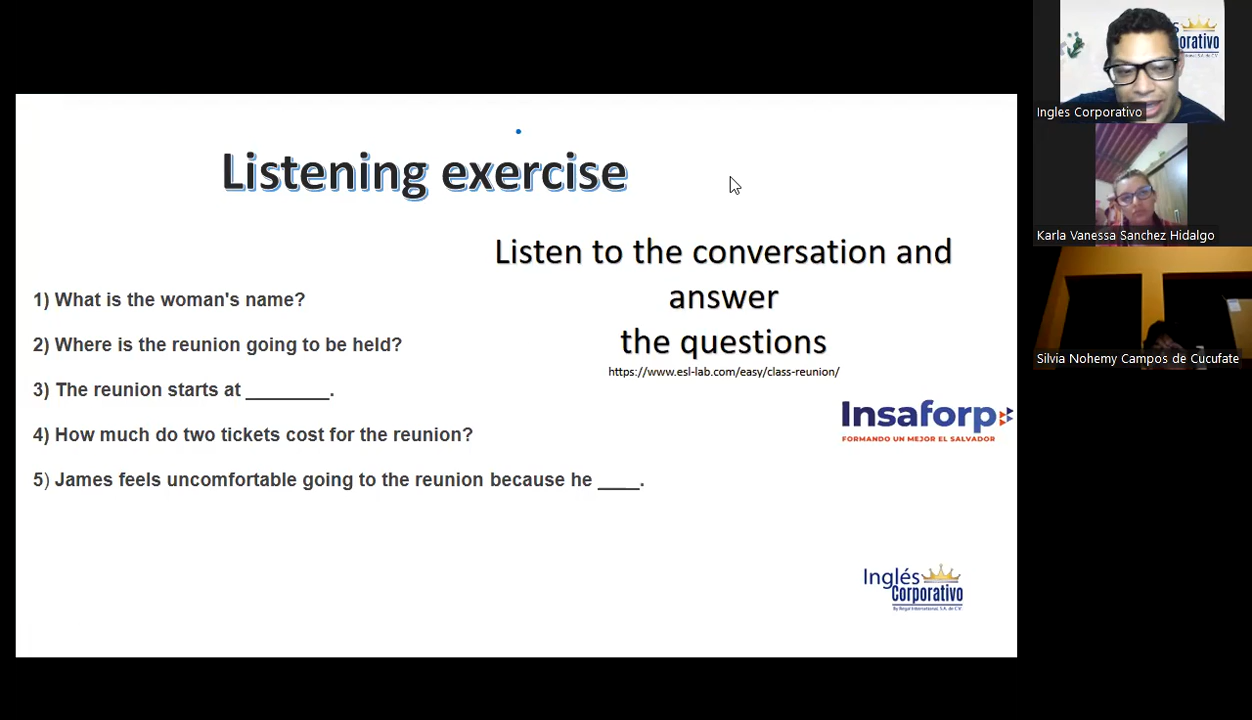 Listening exercise
Listen to the conversation and
answer
the questions
https://www.esl-lab.com/easy/class-reunion/
1) What is the woman's name?
2) Where is the reunion going to be held?
3) The reunion starts at ________.
4) How much do two tickets cost for the reunion?
5) James feels uncomfortable going to the reunion because he ____.
Insaforp
FORMANDO UN MEJOR EL SALVADOR
Inglés
Corporativo
Ingles Corporativo
Karla Vanessa Sanchez Hidalgo
Silvia Nohemy Campos de Cucufate